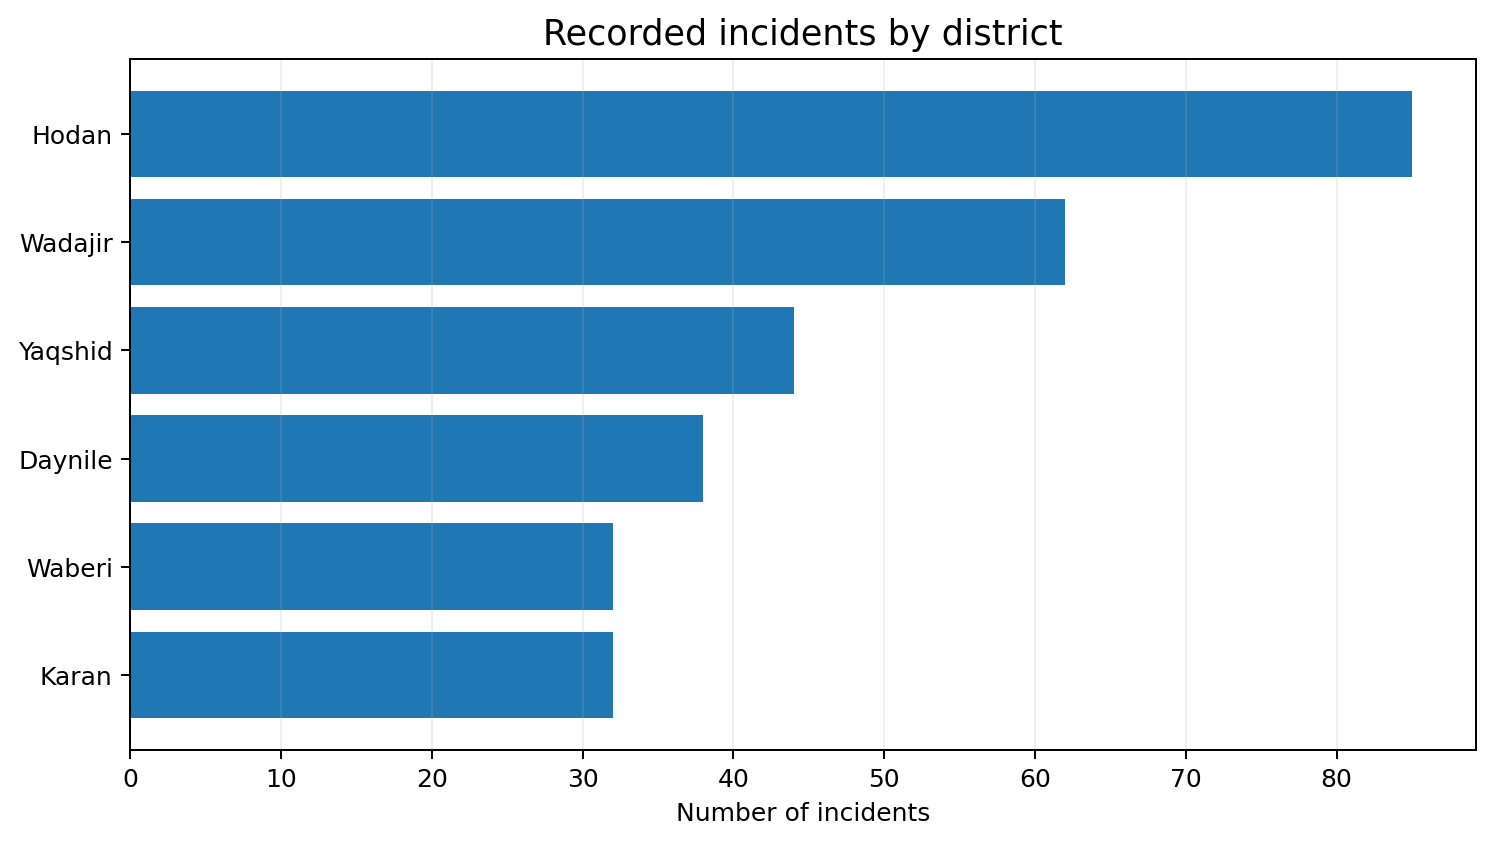 Recorded incidents by district
Hodan
Wadajir
Yaqshid
Daynile
Waberi
Karan
0 10 20 30 40 50 60 70 80
Number of incidents